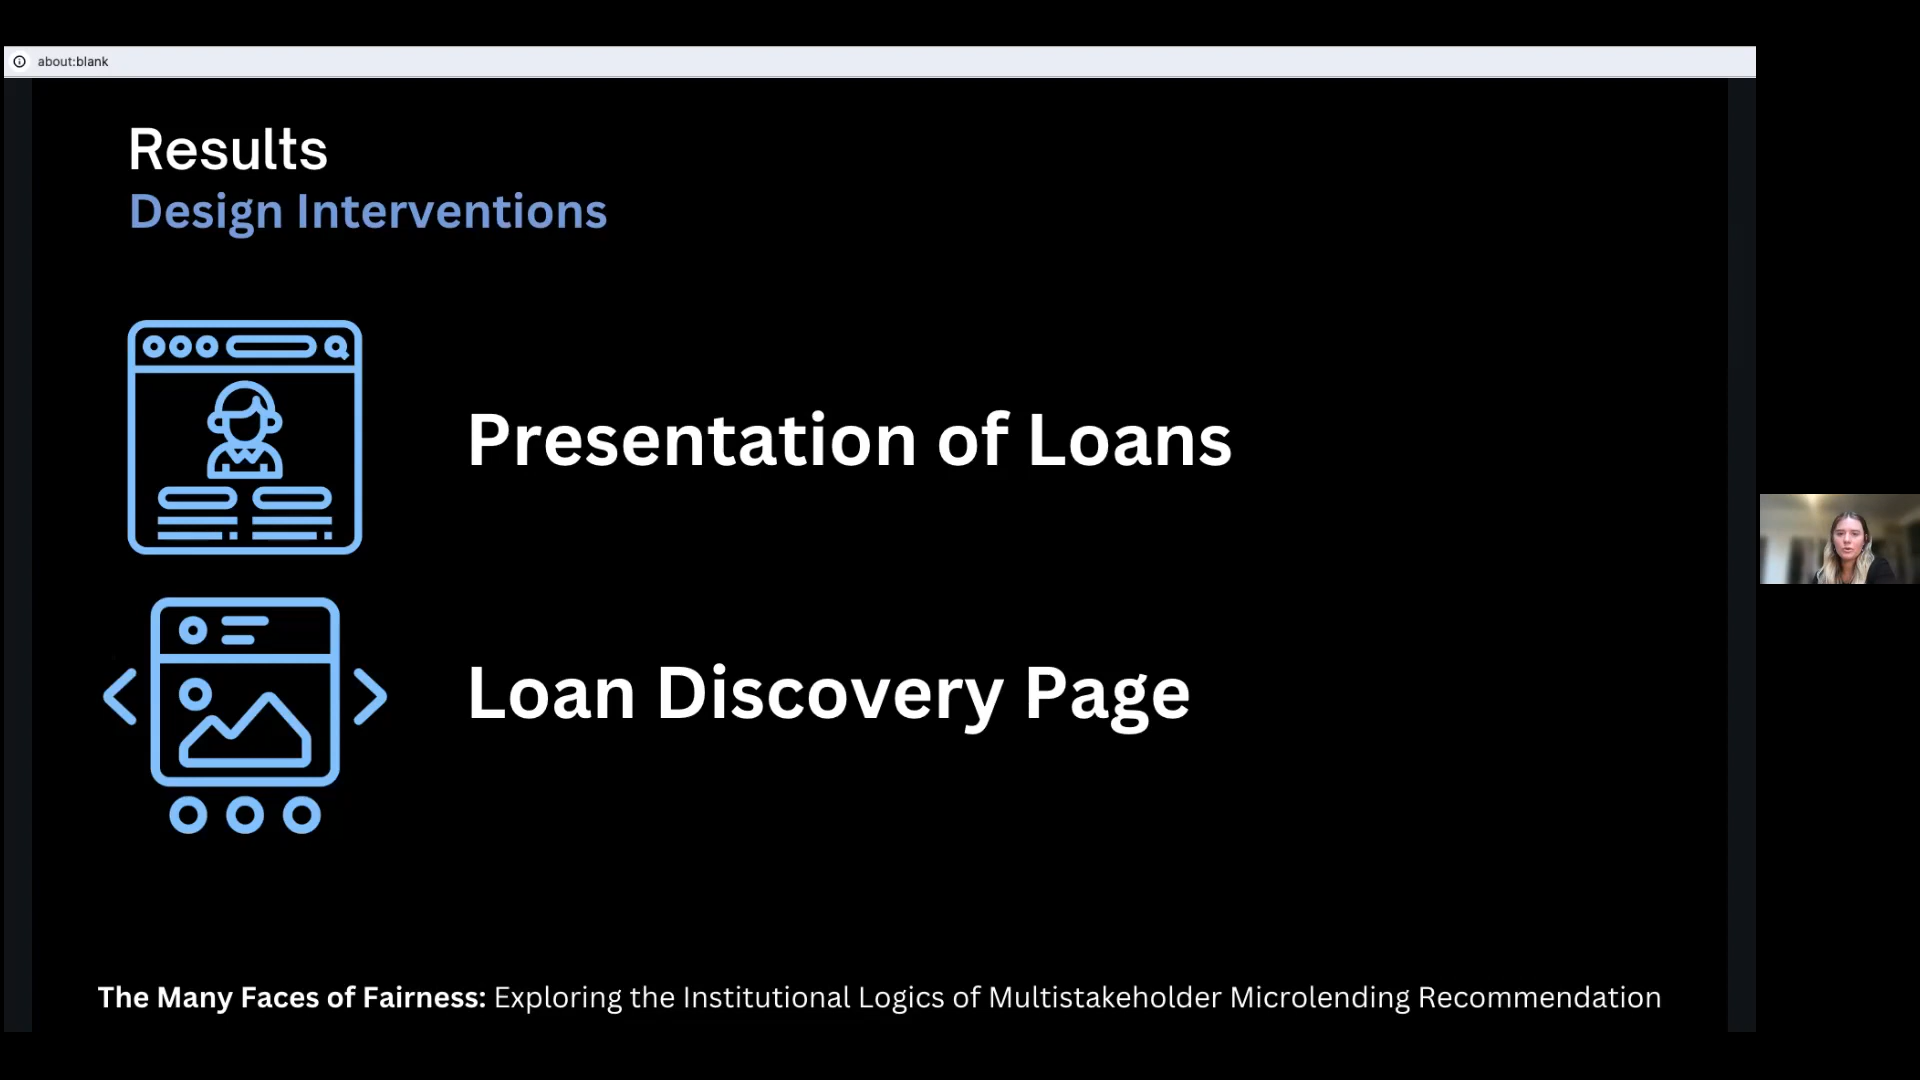 about:blank
Results
Design Interventions
Presentation of Loans
Loan Discovery Page
The Many Faces of Fairness: Exploring the Institutional Logics of Multistakeholder Microlending Recommendation